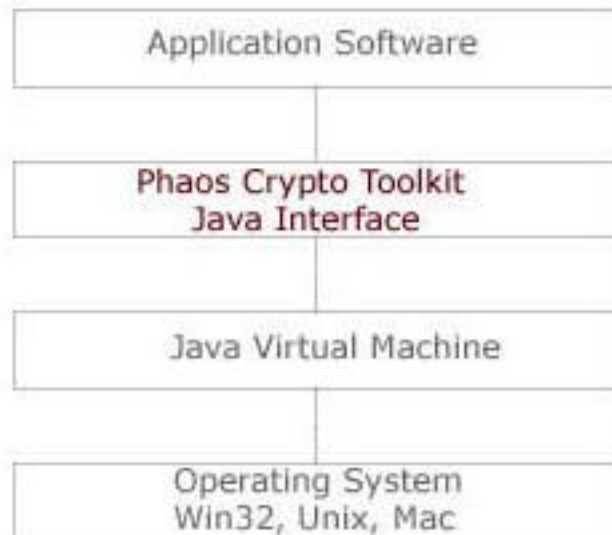 Application Software
Phaos Crypto Toolkit
Java Interface
Java Virtual Machine
Operating System
Win32, Unix, Mac